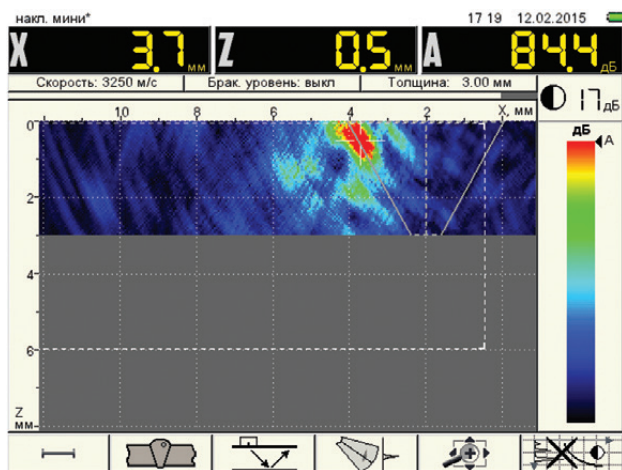 накл. мини* 17 19 12.02.2015
X 3.7 мм Z 0.5 мм A 84.4 дБ
Скорость: 3250 м/с Брак. уровень: выкл Толщина: 3.00 мм
17 дБ
10 8 6 4 2 X, мм
0
2
4
6
Z
мм
дБ
A